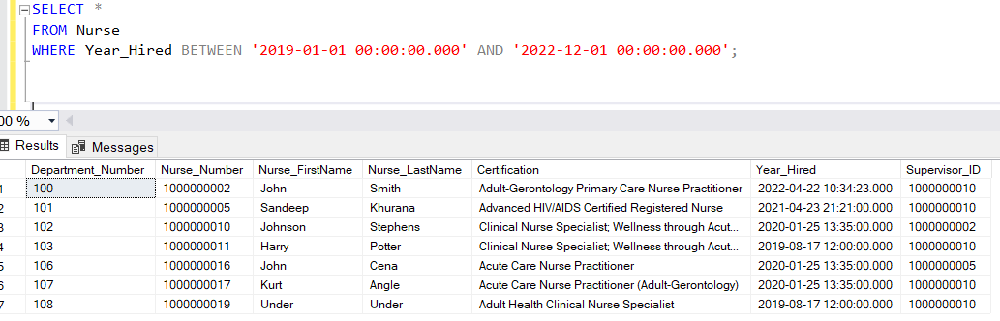 SELECT *
FROM Nurse
WHERE Year_Hired BETWEEN '2019-01-01 00:00:00.000' AND '2022-12-01 00:00:00.000';
00 %
Results Messages
Department_Number Nurse_Number Nurse_FirstName Nurse_LastName Certification Year_Hired Supervisor_ID
1 100 1000000002 John Smith Adult-Gerontology Primary Care Nurse Practitioner 2022-04-22 10:34:23.000 1000000010
2 101 1000000005 Sandeep Khurana Advanced HIV/AIDS Certified Registered Nurse 2021-04-23 21:21:00.000 1000000010
3 102 1000000010 Johnson Stephens Clinical Nurse Specialist; Wellness through Acut... 2020-01-25 13:35:00.000 1000000002
4 103 1000000011 Harry Potter Clinical Nurse Specialist; Wellness through Acut... 2019-08-17 12:00:00.000 1000000010
5 106 1000000016 John Cena Acute Care Nurse Practitioner 2020-01-25 13:35:00.000 1000000005
6 107 1000000017 Kurt Angle Acute Care Nurse Practitioner (Adult-Gerontology) 2020-01-25 13:35:00.000 1000000010
7 108 1000000019 Under Under Adult Health Clinical Nurse Specialist 2019-08-17 12:00:00.000 1000000010